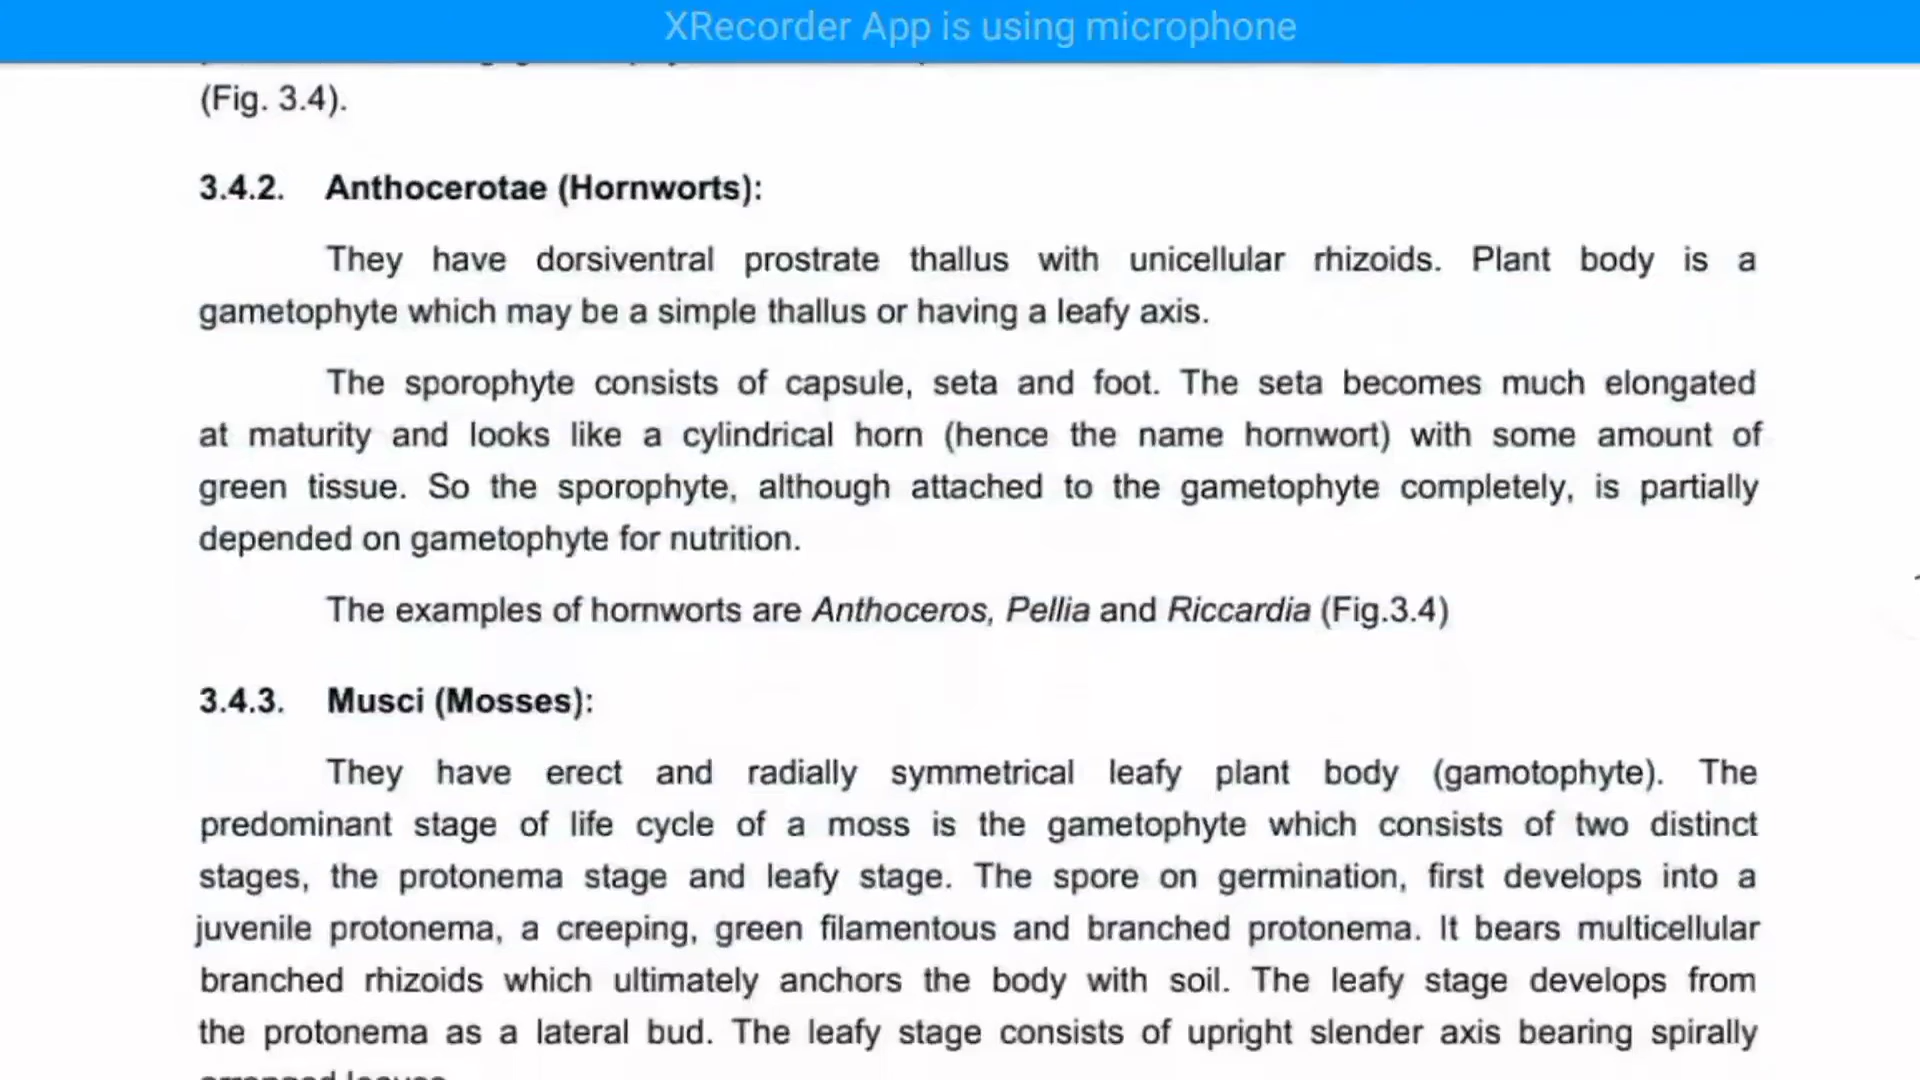 XRecorder App is using microphone
(Fig. 3.4).
3.4.2. Anthocerotae (Hornworts):
They have dorsiventral prostrate thallus with unicellular rhizoids. Plant body is a
gametophyte which may be a simple thallus or having a leafy axis.
The sporophyte consists of capsule, seta and foot. The seta becomes much elongated
at maturity and looks like a cylindrical horn (hence the name hornwort) with some amount of
green tissue. So the sporophyte, although attached to the gametophyte completely, is partially
depended on gametophyte for nutrition.
The examples of hornworts are Anthoceros, Pellia and Riccardia (Fig.3.4)
3.4.3. Musci (Mosses):
They have erect and radially symmetrical leafy plant body (gamotophyte). The
predominant stage of life cycle of a moss is the gametophyte which consists of two distinct
stages, the protonema stage and leafy stage. The spore on germination, first develops into a
juvenile protonema, a creeping, green filamentous and branched protonema. It bears multicellular
branched rhizoids which ultimately anchors the body with soil. The leafy stage develops from
the protonema as a lateral bud. The leafy stage consists of upright slender axis bearing spirally